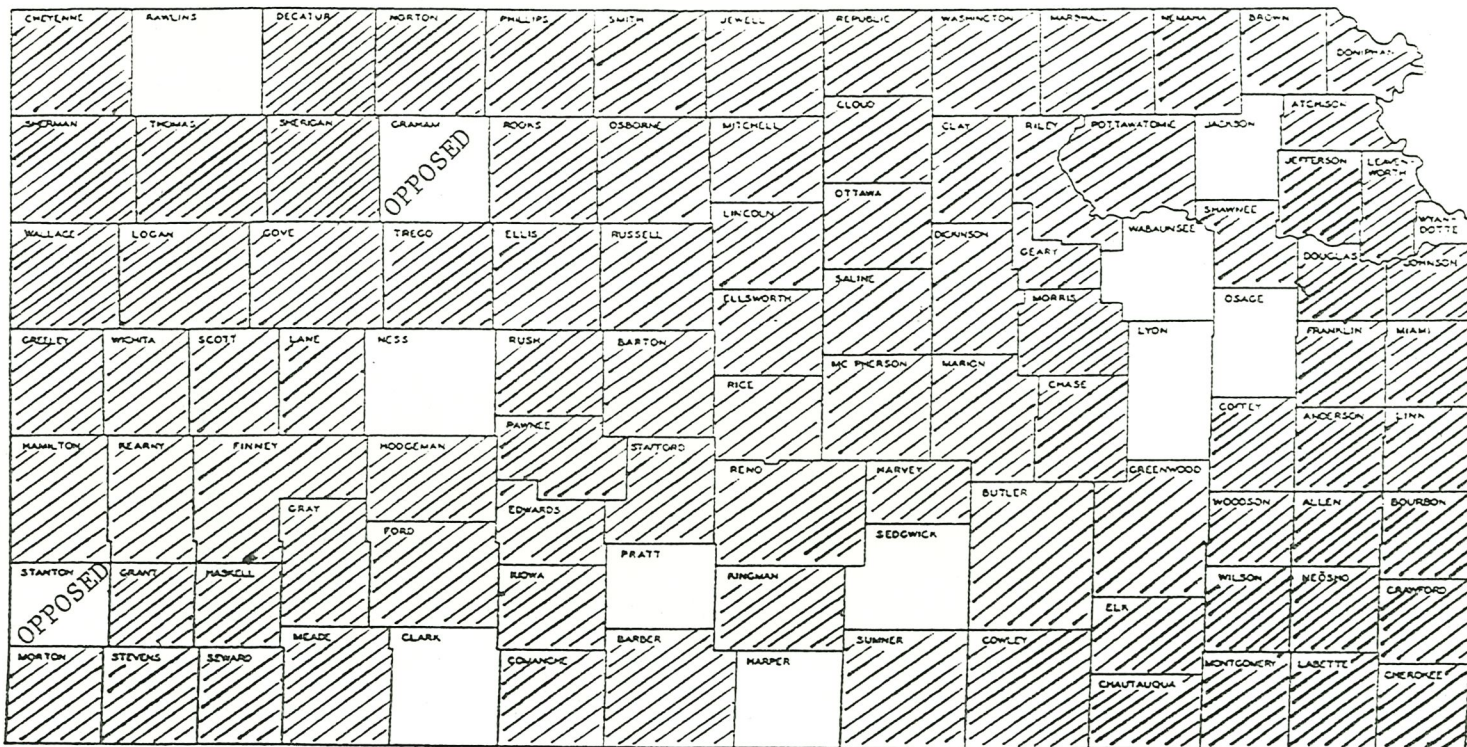 CHEYENNE RAWLINS DECATUR NORTON PHILLIPS SMITH JEWELL REPUBLIC WASHINGTON MARSHALL NEMAHA BROWN
DONIPHAN
CLOUD ATCHISON
SHERMAN THOMAS SHERIDAN GRAHAM ROOKS OSBORNE MITCHELL CLAY RILEY POTTAWATOMIE JACKSON
OPPOSED
JEFFERSON LEAVEN-
WORTH
OTTAWA
LINCOLN SHAWNEE
WYAN-
DOTTE
WALLACE LOGAN GOVE TREGO ELLIS RUSSELL DICKINSON WABAUNSEE
GEARY DOUGLAS JOHNSON
SALINE
ELLSWORTH MORRIS OSAGE
GREELEY WICHITA SCOTT LANE NESS RUSH BARTON LYON FRANKLIN MIAMI
MC PHERSON MARION
RICE CHASE
COFFEY ANDERSON LINN
PAWNEE
HAMILTON KEARNY FINNEY HODGEMAN STAFFORD
RENO HARVEY GREENWOOD
BUTLER
GRAY EDWARDS WOODSON ALLEN BOURBON
FORD SEDGWICK
PRATT
STANTON GRANT HASKELL KIOWA KINGMAN WILSON NEOSHO
OPPOSED
CRAWFORD
ELK
MEADE CLARK BARBER SUMNER COWLEY
MORTON STEVENS SEWARD COMANCHE HARPER MONTGOMERY LABETTE
CHEROKEE
CHAUTAUQUA